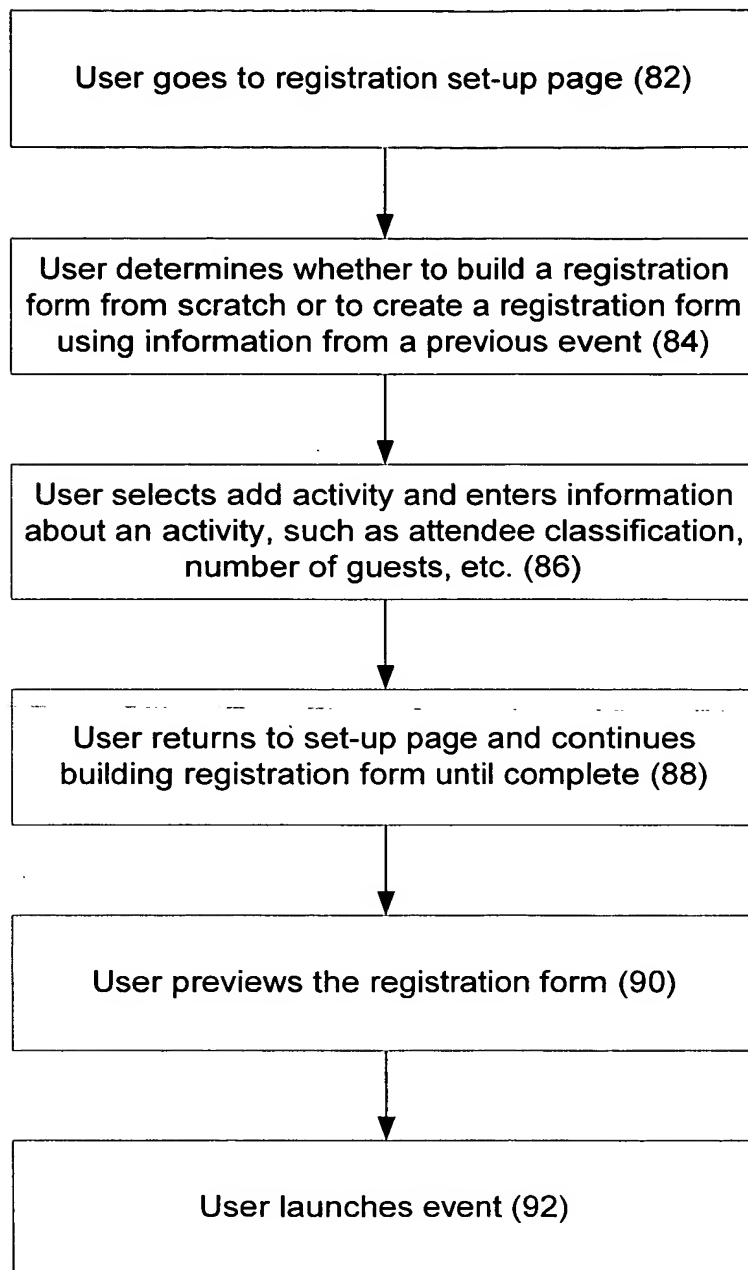 User goes to registration set-up page (82)
User determines whether to build a registration
form from scratch or to create a registration form
using information from a previous event (84)
User selects add activity and enters information
about an activity, such as attendee classification,
number of guests, etc. (86)
User returns to set-up page and continues
building registration form until complete (88)
User previews the registration form (90)
User launches event (92)